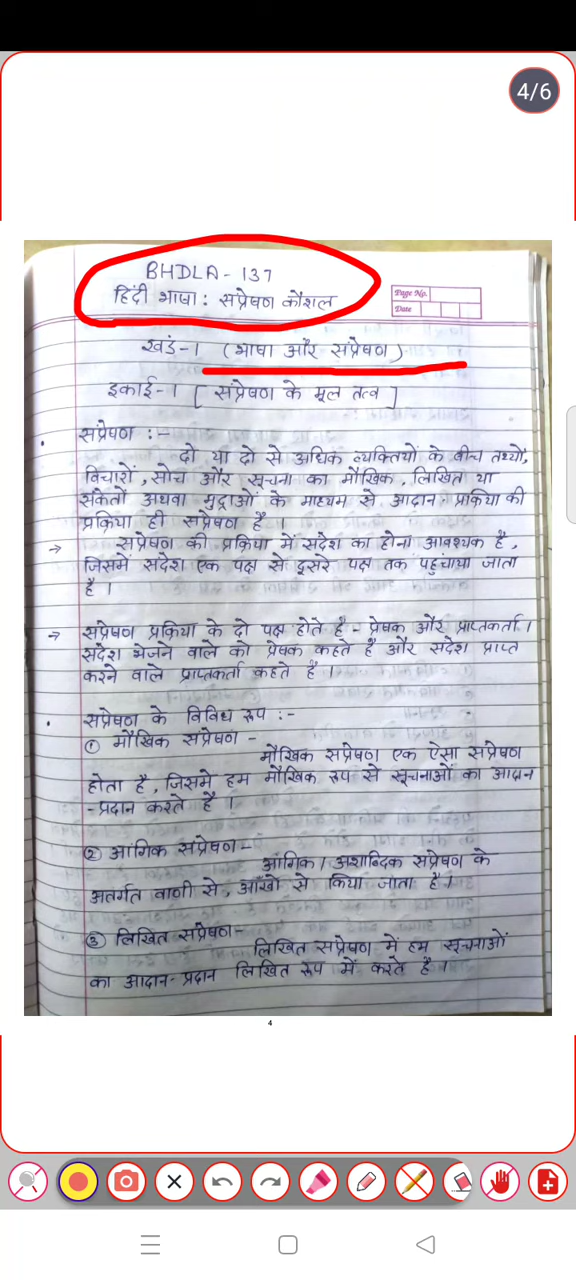 4/6
BHDLA - 137
हिंदी भाषा : संप्रेषण कौशल
Page No.
Date
खंड-1 (भाषा और संप्रेषण)
इकाई-1 [संप्रेषण के मूल तत्व]
• संप्रेषण :-
दो या दो से अधिक व्यक्तियों के बीच तथ्यों,
विचारों, सोच और सूचना का मौखिक, लिखित या
संकेतों अथवा मुद्राओं के माध्यम से आदान प्राक्रिया की
प्रक्रिया ही संप्रेषण है।
→ संप्रेषण की प्रक्रिया में संदेश का होना आवश्यक है,
जिसमें संदेश एक पक्ष से दूसरे पक्ष तक पहुंचाया जाता
है।
→ संप्रेषण प्रक्रिया के दो पक्ष होते है - प्रेषक और प्राप्तकर्ता।
संदेश भेजने वाले को प्रेषक कहते है और संदेश प्राप्त
करने वाले प्राप्तकर्ता कहते है।
• संप्रेषण के विविध रूप :-
① मौखिक संप्रेषण -
मौखिक संप्रेषण एक ऐसा संप्रेषण
होता है, जिसमे हम मौखिक रूप से सूचनाओं का आदान
-प्रदान करते है।
② आंगिक संप्रेषण -
आंगिक। अशाब्दिक संप्रेषण के
अतर्गत वाणी से, आँखो से किया जाता है।
③ लिखित संप्रेषण -
लिखित संप्रेषण में हम सूचनाओं
का आदान-प्रदान लिखित रूप में करते है।
4